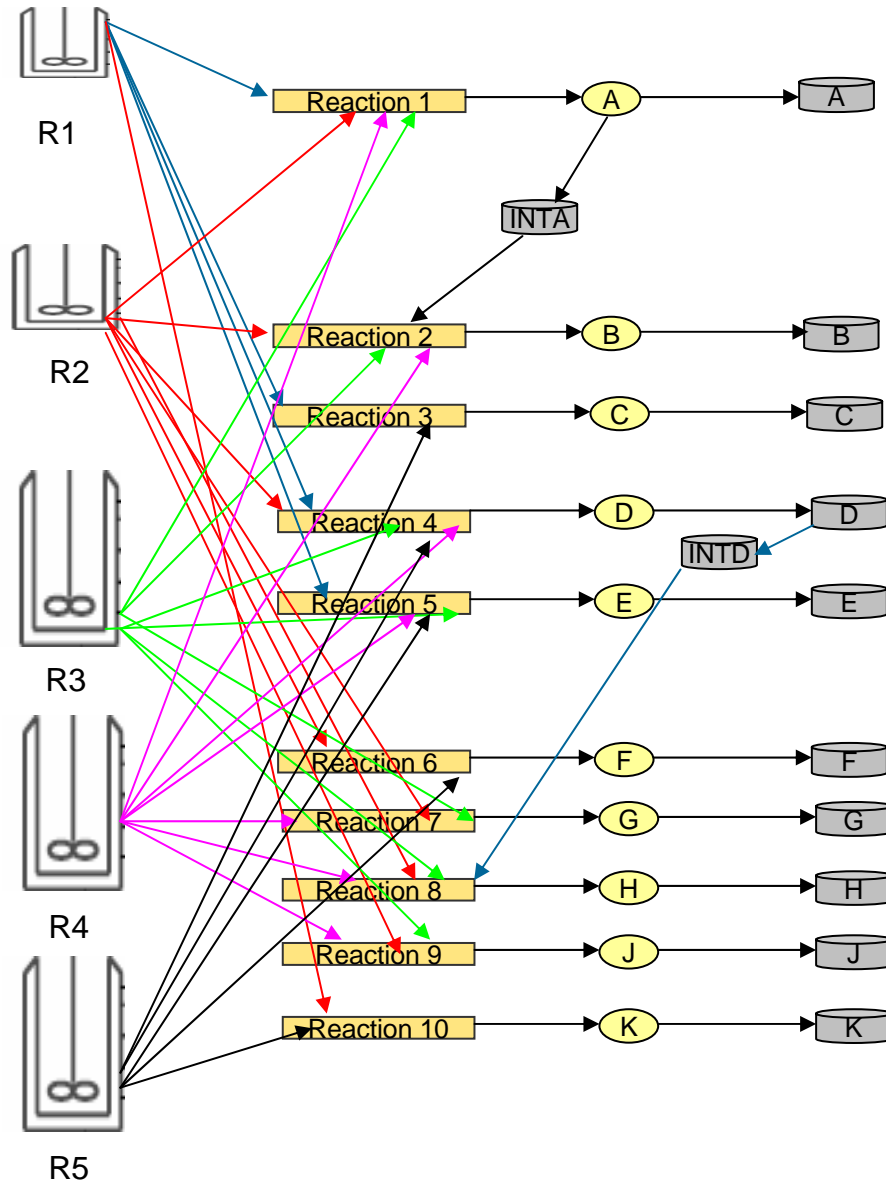 R1
Reaction 1
A
A
INTA
R2
Reaction 2
B
B
Reaction 3
C
C
R3
Reaction 4
D
D
INTD
Reaction 5
E
E
R4
Reaction 6
F
F
Reaction 7
G
G
Reaction 8
H
H
Reaction 9
J
J
R5
Reaction 10
K
K